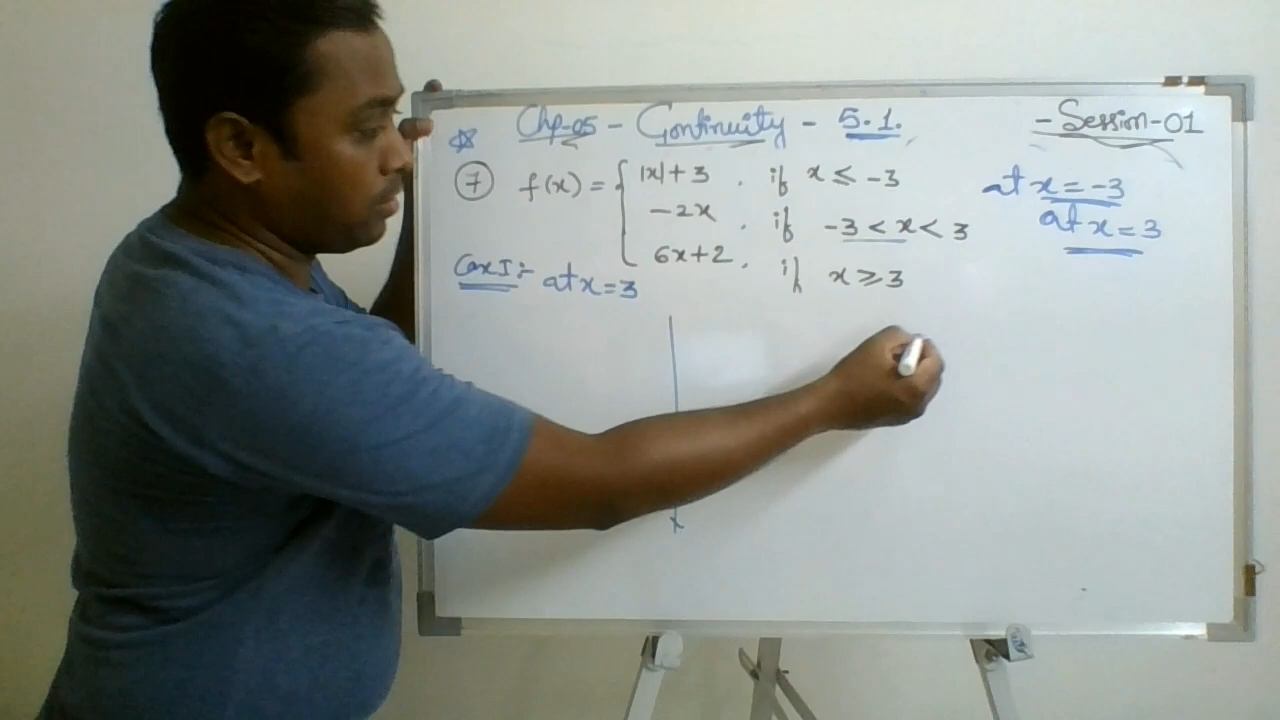 Chp-05 - Continuity - 5.1. - Session-01
7 f(x) = { |x|+3 , if x ≤ -3
-2x , if -3 < x < 3
6x+2 , if x ≥ 3
at x = -3
at x = 3
Case I :- at x = 3